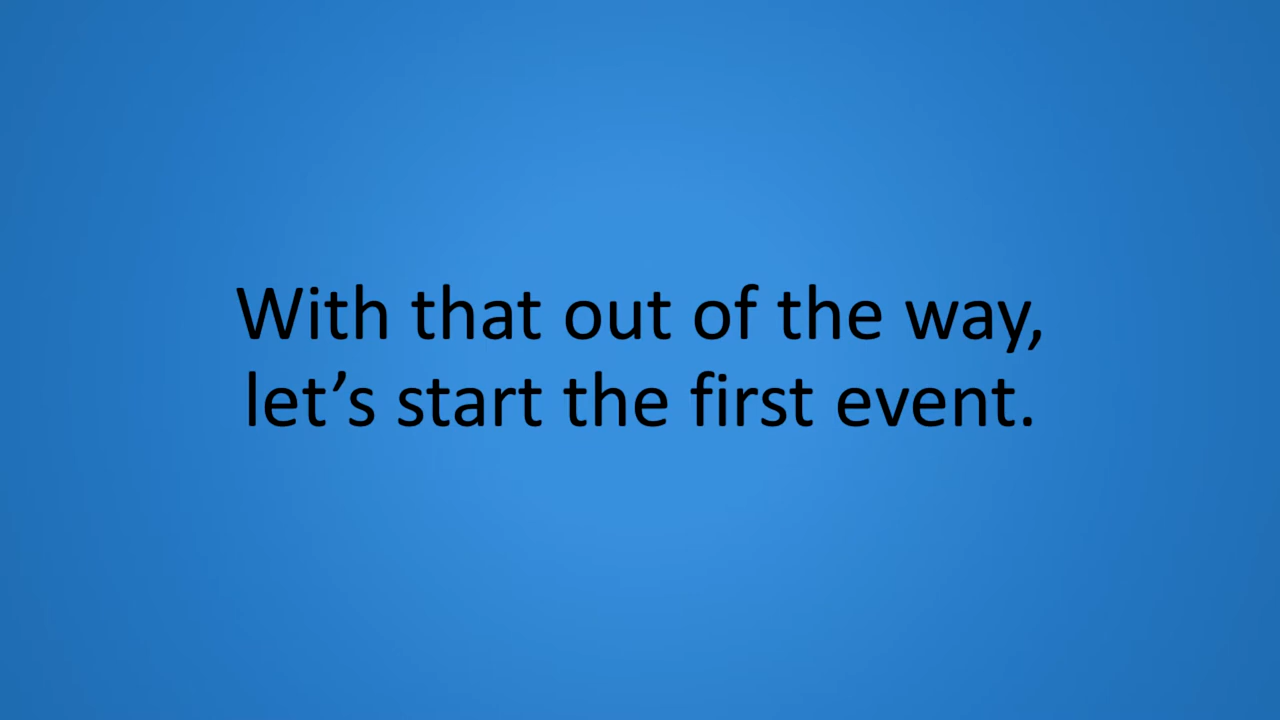 With that out of the way,
let’s start the first event.